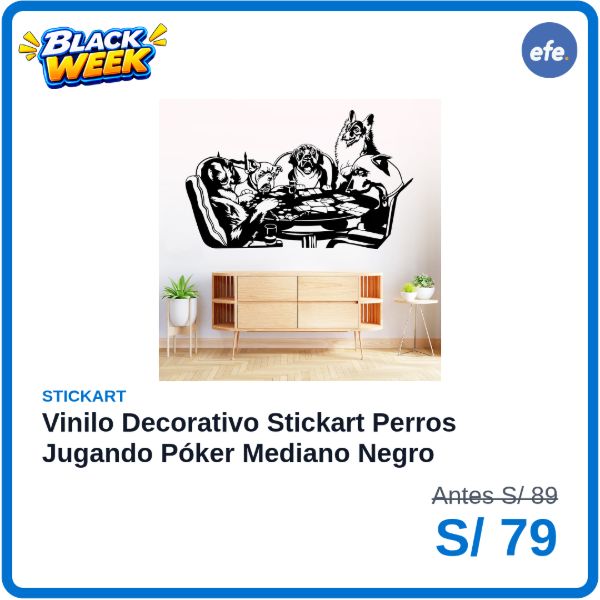 BLACK
WEEK
efe.
STICKART
Vinilo Decorativo Stickart Perros
Jugando Póker Mediano Negro
Antes S/ 89
S/ 79